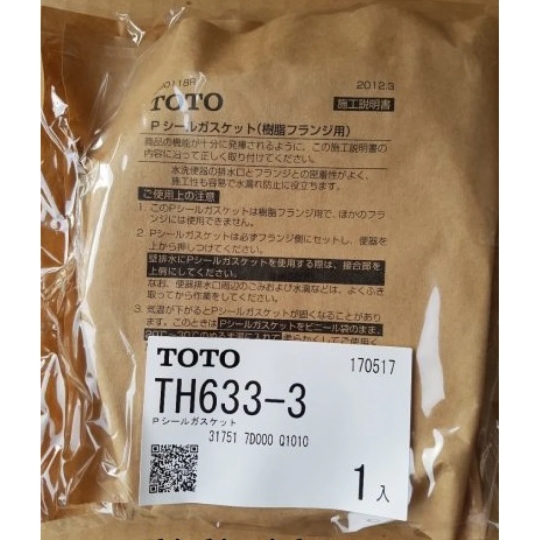 2012.3
TOTO
施工説明書
Pシールガスケット(樹脂フランジ用)
商品の機能が十分に発揮されるように、この施工説明書の
内容に沿って正しく取り付けてください。
水洗便器の排水口とフランジとの密着性がよく、
施工性も容易で水漏れ防止に役立ちます。
ご使用上の注意
1. このPシールガスケットは樹脂フランジ用で、ほかのフラ
ンジには使用できません。
2. Pシールガスケットは必ずフランジ側にセットし、便器を
上から押しつけてください。
壁排水にPシールガスケットを使用する際は、接合部を
上側にしてください。
なお、便器排水口周辺のごみおよび水滴などは、よくふき
取ってから作業をしてください。
3. 気温が下がるとPシールガスケットが固くなることがあり
ます。このときはPシールガスケットをビニール袋のまま、
TOTO
170517
TH633-3
Pシールガスケット
31751 7D000 Q1010
1入